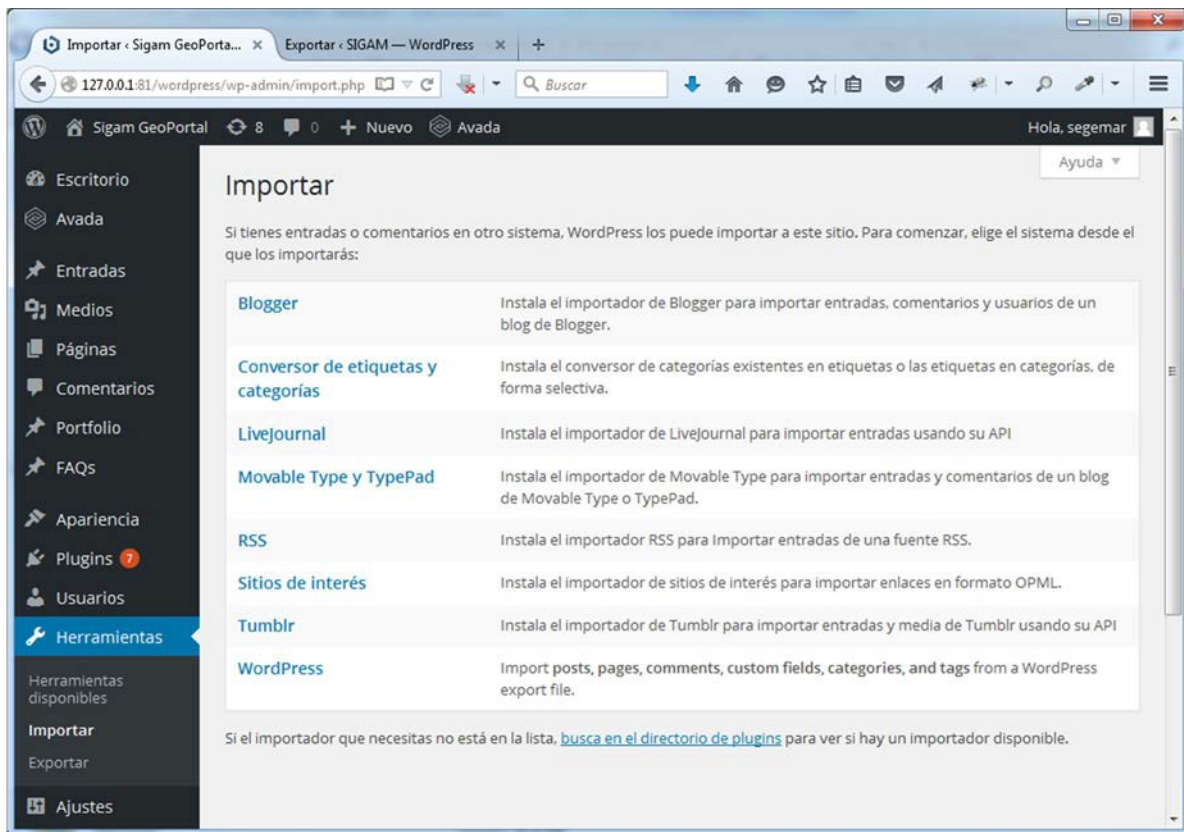 Importar ‹ Sigam GeoPorta...
Exportar ‹ SIGAM — WordPress
127.0.0.1:81/wordpress/wp-admin/import.php
Buscar
Sigam GeoPortal
8
0
Nuevo
Avada
Hola, segemar
Ayuda
Escritorio
Avada
Entradas
Medios
Páginas
Comentarios
Portfolio
FAQs
Apariencia
Plugins 7
Usuarios
Herramientas
Herramientas
disponibles
Importar
Exportar
Ajustes
Importar
Si tienes entradas o comentarios en otro sistema, WordPress los puede importar a este sitio. Para comenzar, elige el sistema desde el
que los importarás:
Blogger
Instala el importador de Blogger para importar entradas, comentarios y usuarios de un
blog de Blogger.
Conversor de etiquetas y
categorías
Instala el conversor de categorías existentes en etiquetas o las etiquetas en categorías, de
forma selectiva.
LiveJournal
Instala el importador de LiveJournal para importar entradas usando su API
Movable Type y TypePad
Instala el importador de Movable Type para importar entradas y comentarios de un blog
de Movable Type o TypePad.
RSS
Instala el importador RSS para Importar entradas de una fuente RSS.
Sitios de interés
Instala el importador de sitios de interés para importar enlaces en formato OPML.
Tumblr
Instala el importador de Tumblr para importar entradas y media de Tumblr usando su API
WordPress
Import posts, pages, comments, custom fields, categories, and tags from a WordPress
export file.
Si el importador que necesitas no está en la lista, busca en el directorio de plugins para ver si hay un importador disponible.